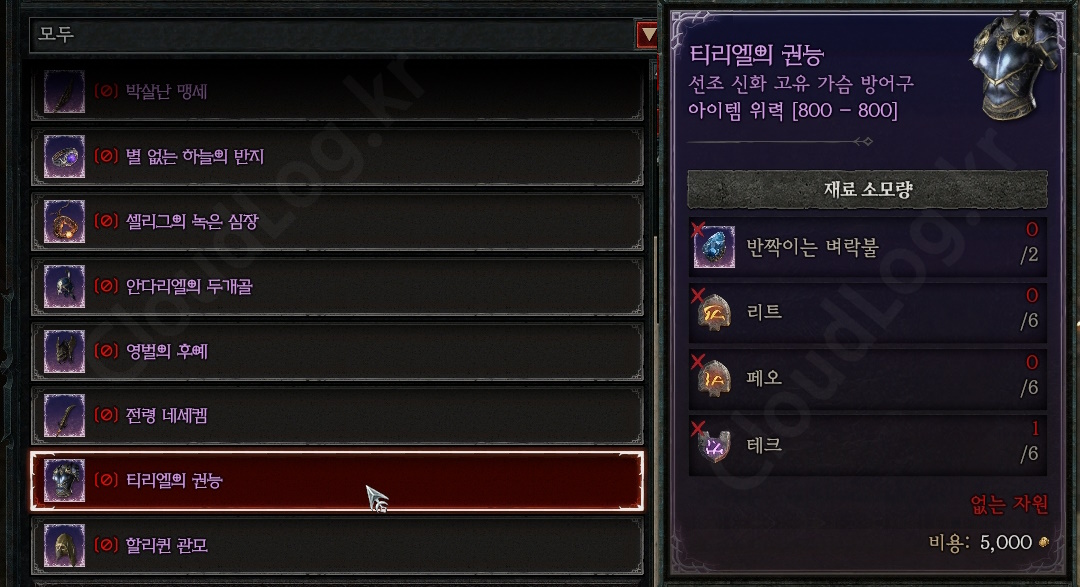 모두
(⊘) 박살난 맹세
(⊘) 별 없는 하늘의 반지
(⊘) 셀리그의 녹은 심장
(⊘) 안다리엘의 두개골
(⊘) 영벌의 후예
(⊘) 전령 네세켐
(⊘) 티리엘의 권능
(⊘) 할리퀸 관모
티리엘의 권능
선조 신화 고유 가슴 방어구
아이템 위력 [800 - 800]
재료 소모량
반짝이는 벼락불
0
/2
리트
0
/6
페오
0
/6
테크
1
/6
없는 자원
비용: 5,000
CloudLog.kr
CloudLog.kr